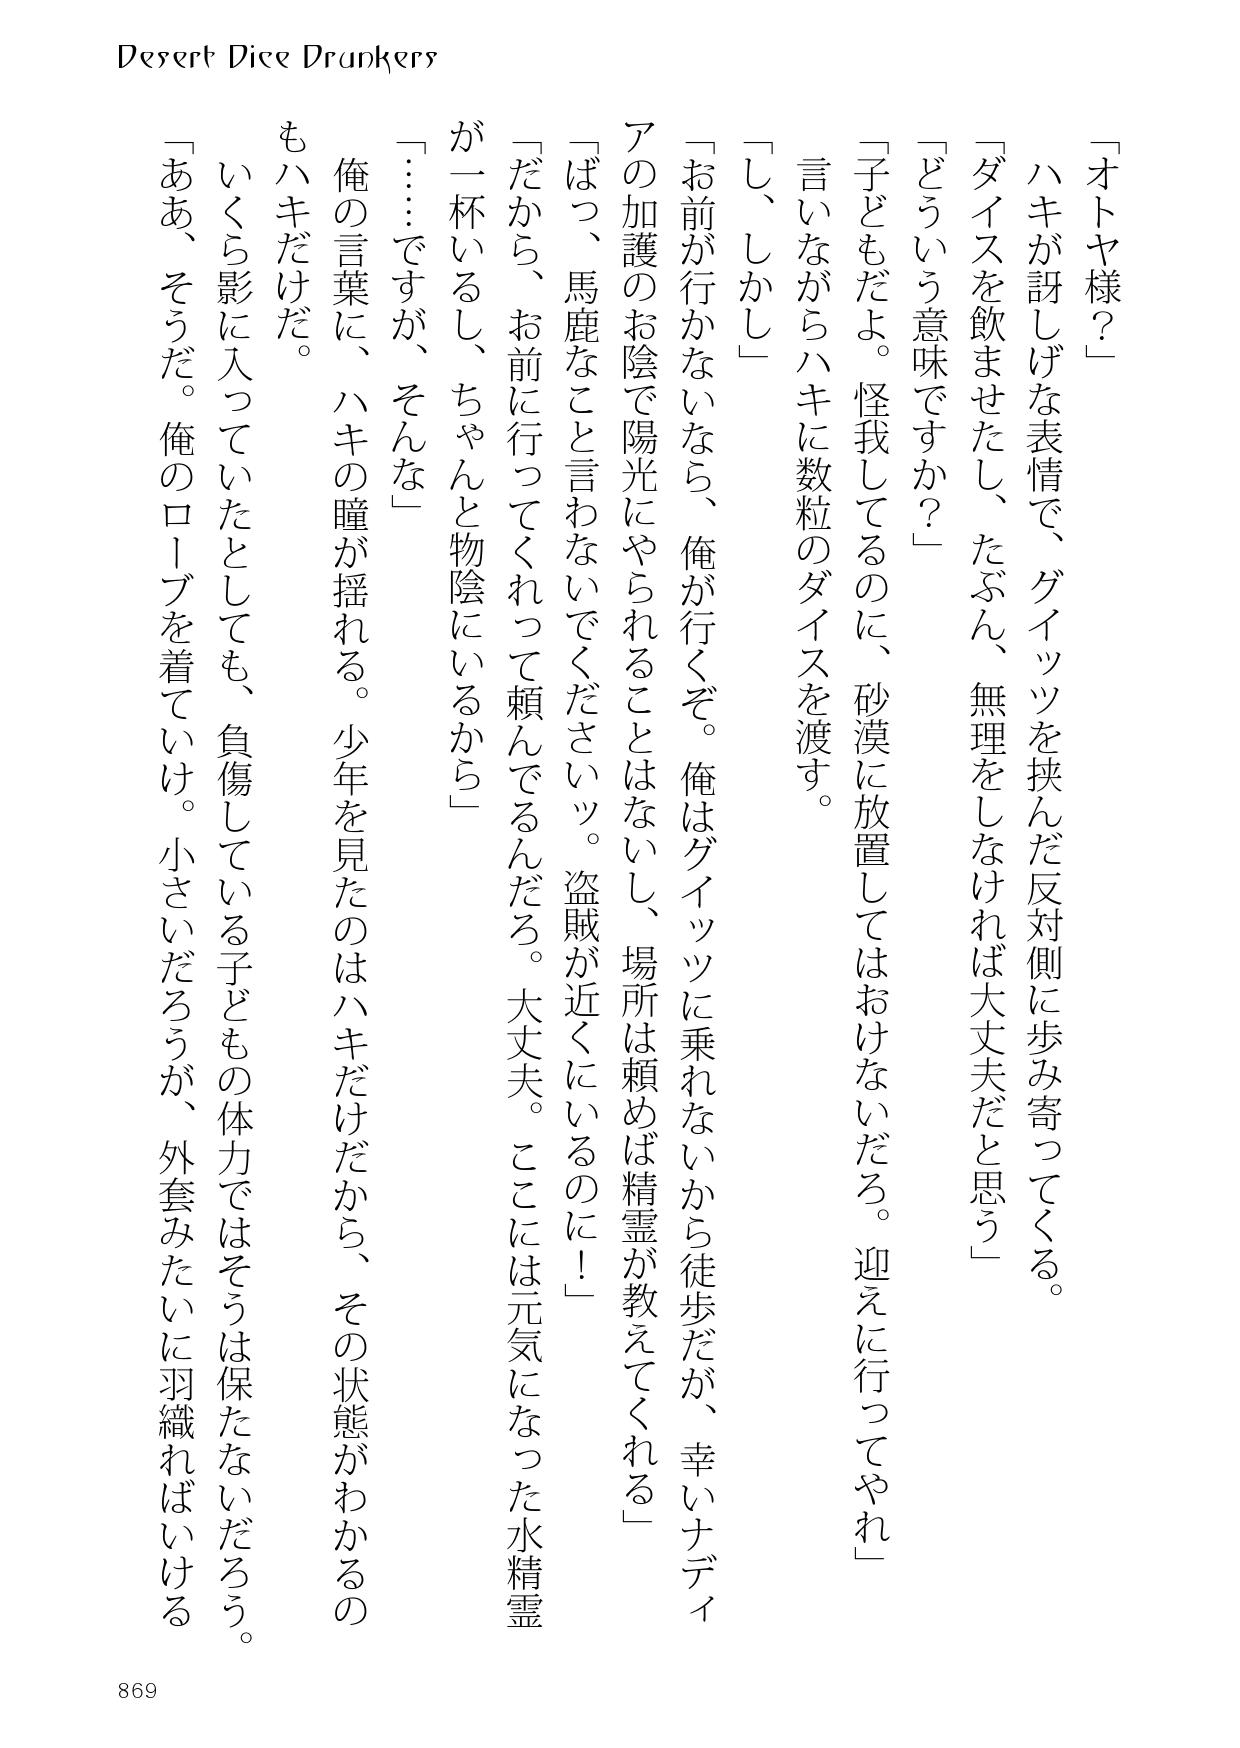 Desert Dice Drunkers
「オトヤ様？」
ハキが訝しげな表情で、グイッツを挟んだ反対側に歩み寄ってくる。
「ダイスを飲ませたし、たぶん、無理をしなければ大丈夫だと思う」
「どういう意味ですか？」
「子どもだよ。怪我してるのに、砂漠に放置してはおけないだろ。迎えに行ってやれ」
言いながらハキに数粒のダイスを渡す。
「し、しかし」
「お前が行かないなら、俺が行くぞ。俺はグイッツに乗れないから徒歩だが、幸いナディ
アの加護のお陰で陽光にやられることはないし、場所は頼めば精霊が教えてくれる」
「ばっ、馬鹿なこと言わないでくださいッ。盗賊が近くにいるのに！」
「だから、お前に行ってくれって頼んでるんだろ。大丈夫。ここには元気になった水精霊
が一杯いるし、ちゃんと物陰にいるから」
「……ですが、そんな」
俺の言葉に、ハキの瞳が揺れる。少年を見たのはハキだけだから、その状態がわかるの
もハキだけだ。
いくら影に入っていたとしても、負傷している子どもの体力ではそうは保たないだろう。
「ああ、そうだ。俺のローブを着ていけ。小さいだろうが、外套みたいに羽織ればいける
869